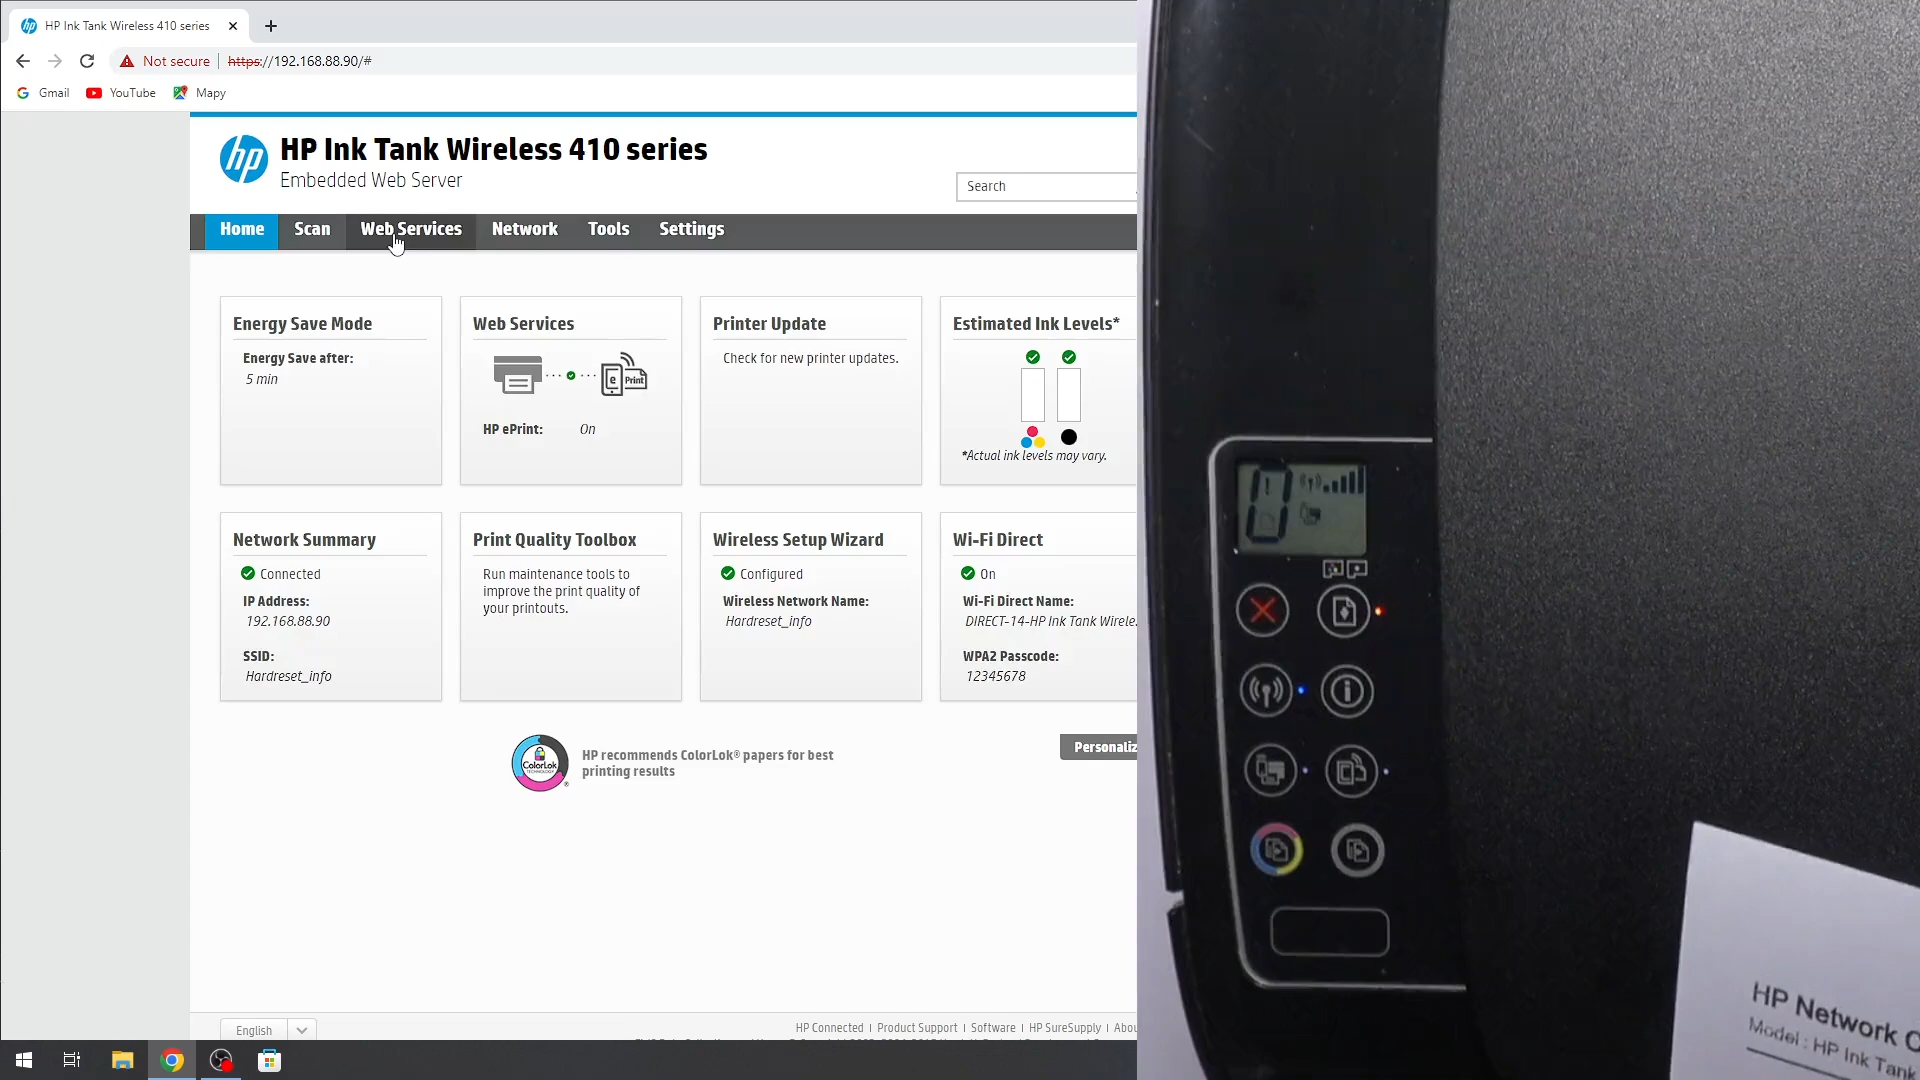 HP Ink Tank Wireless 410 series
Not secure
https://192.168.88.90/#
Gmail
YouTube
Mapy
hp
HP Ink Tank Wireless 410 series
Embedded Web Server
Search
Home
Scan
Web Services
Network
Tools
Settings
Energy Save Mode
Energy Save after:
5 min
Web Services
e Print
HP ePrint: On
Printer Update
Check for new printer updates.
Estimated Ink Levels*
*Actual ink levels may vary.
Network Summary
Connected
IP Address:
192.168.88.90
SSID:
Hardreset_info
Print Quality Toolbox
Run maintenance tools to
improve the print quality of
your printouts.
Wireless Setup Wizard
Configured
Wireless Network Name:
Hardreset_info
Wi-Fi Direct
On
Wi-Fi Direct Name:
DIRECT-14-HP Ink Tank Wirele.
WPA2 Passcode:
12345678
ColorLok
TECHNOLOGY
HP recommends ColorLok® papers for best
printing results
Personaliz
English
HP Connected | Product Support | Software | HP SureSupply | Abou
0
HP Network C
Model : HP Ink Tank